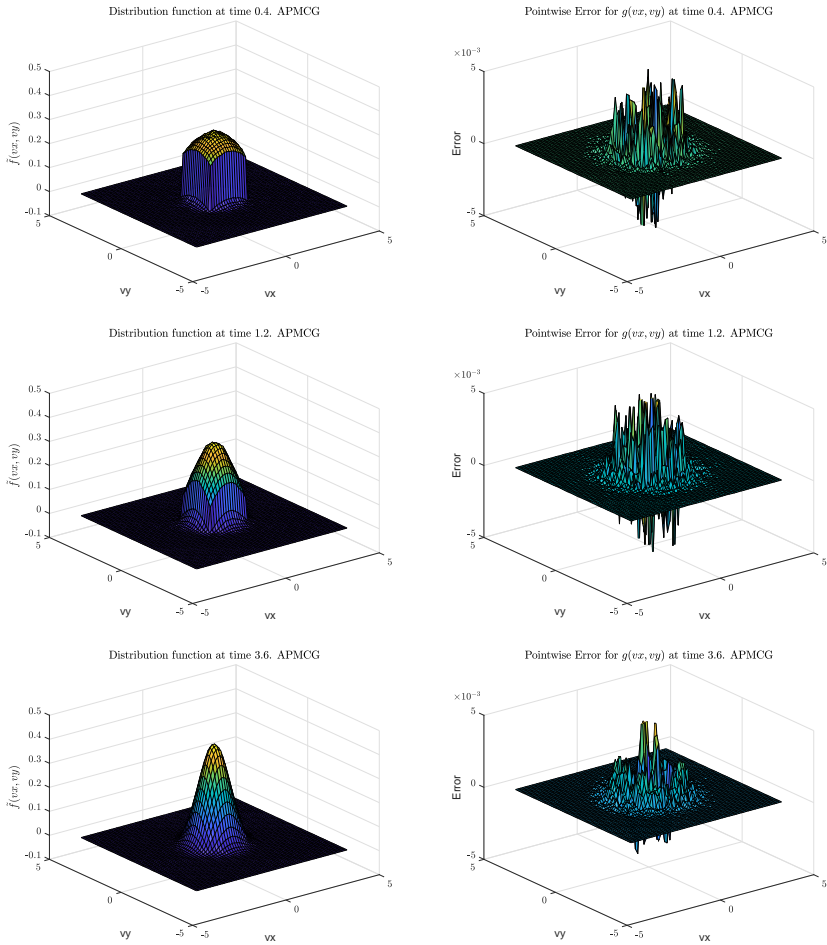 Distribution function at time 0.4. APMCG
0.5
0.4
0.3
0.2
0.1
0
-0.1
5
0
-5
-5
0
5
f̄(vx, vy)
vy
vx
Pointwise Error for g(vx, vy) at time 0.4. APMCG
×10⁻³
5
0
-5
5
0
-5
-5
0
5
Error
vy
vx
Distribution function at time 1.2. APMCG
0.5
0.4
0.3
0.2
0.1
0
-0.1
5
0
-5
-5
0
5
f̄(vx, vy)
vy
vx
Pointwise Error for g(vx, vy) at time 1.2. APMCG
×10⁻³
5
0
-5
5
0
-5
-5
0
5
Error
vy
vx
Distribution function at time 3.6. APMCG
0.5
0.4
0.3
0.2
0.1
0
-0.1
5
0
-5
-5
0
5
f̄(vx, vy)
vy
vx
Pointwise Error for g(vx, vy) at time 3.6. APMCG
×10⁻³
5
0
-5
5
0
-5
-5
0
5
Error
vy
vx